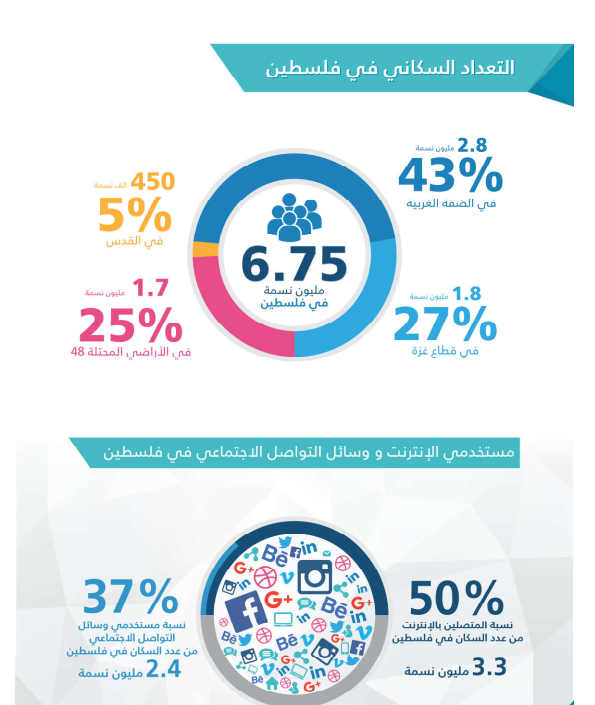 التعداد السكاني في فلسطين
2.8 مليون نسمة
43%
في الضفه الغربيه
450 الف نسمة
5%
في القدس
6.75
مليون نسمة
في فلسطين
1.8 مليون نسمة
27%
في قطاع غزة
1.7 مليون نسمة
25%
في الأراضي المحتلة 48
مستخدمي الإنترنت و وسائل التواصل الاجتماعي في فلسطين
50%
نسبة المتصلين بالإنترنت
من عدد السكان في فلسطين
3.3 مليون نسمة
37%
نسبة مستخدمي وسائل
التواصل الاجتماعي
من عدد السكان في فلسطين
2.4 مليون نسمة